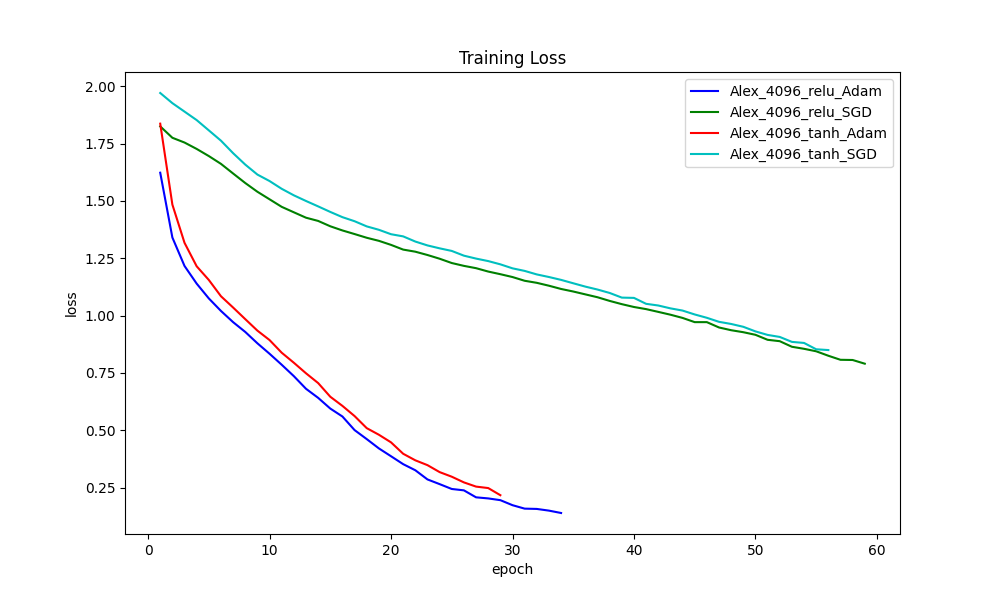 Training Loss
Alex_4096_relu_Adam
Alex_4096_relu_SGD
Alex_4096_tanh_Adam
Alex_4096_tanh_SGD
loss
2.00
1.75
1.50
1.25
1.00
0.75
0.50
0.25
0 10 20 30 40 50 60
epoch